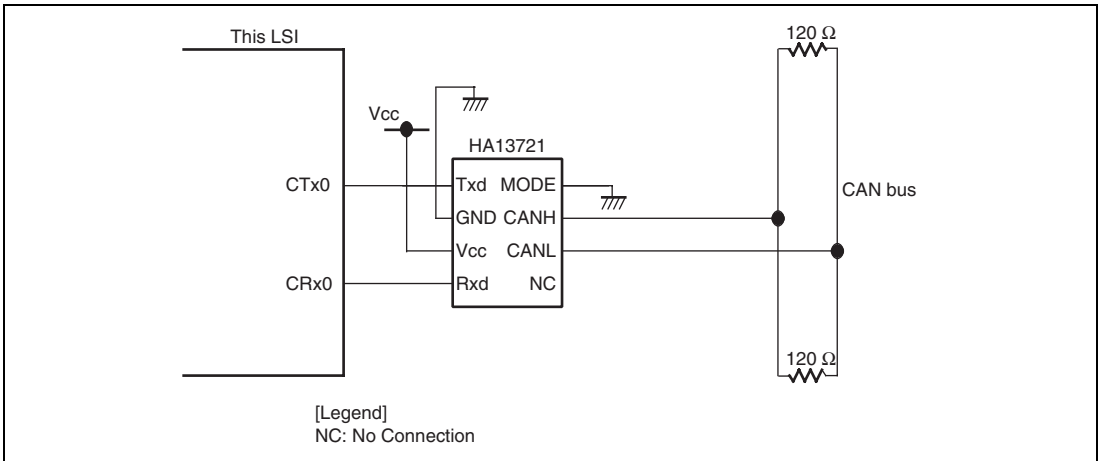 This LSI
120 Ω
Vcc
HA13721
CTx0
Txd MODE
CAN bus
GND CANH
Vcc CANL
CRx0
Rxd NC
120 Ω
[Legend]
NC: No Connection